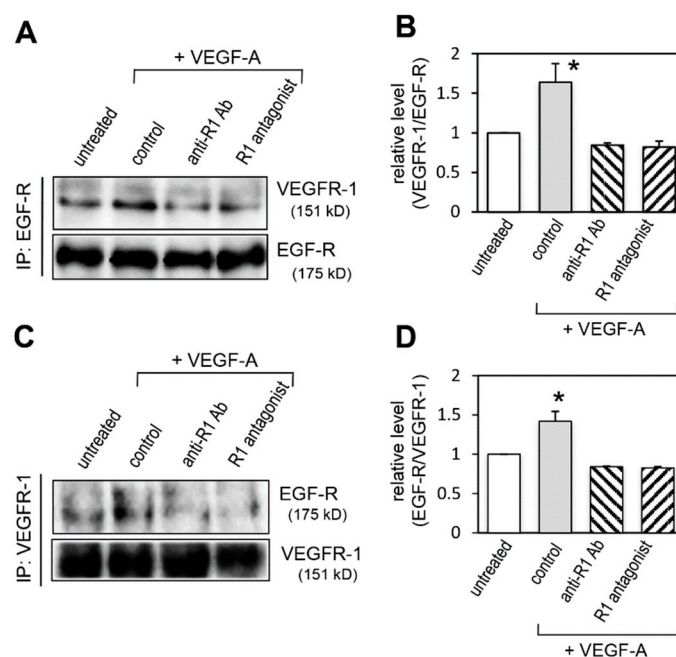 A
+ VEGF-A
untreated
control
anti-R1 Ab
R1 antagonist
IP: EGF-R
VEGFR-1
(151 kD)
EGF-R
(175 kD)
B
relative level
(VEGFR-1/EGF-R)
2
1.5
1
0.5
0
*
untreated
control
anti-R1 Ab
R1 antagonist
+ VEGF-A
C
+ VEGF-A
untreated
control
anti-R1 Ab
R1 antagonist
IP: VEGFR-1
EGF-R
(175 kD)
VEGFR-1
(151 kD)
D
relative level
(EGF-R/VEGFR-1)
2
1.5
1
0.5
0
*
untreated
control
anti-R1 Ab
R1 antagonist
+ VEGF-A